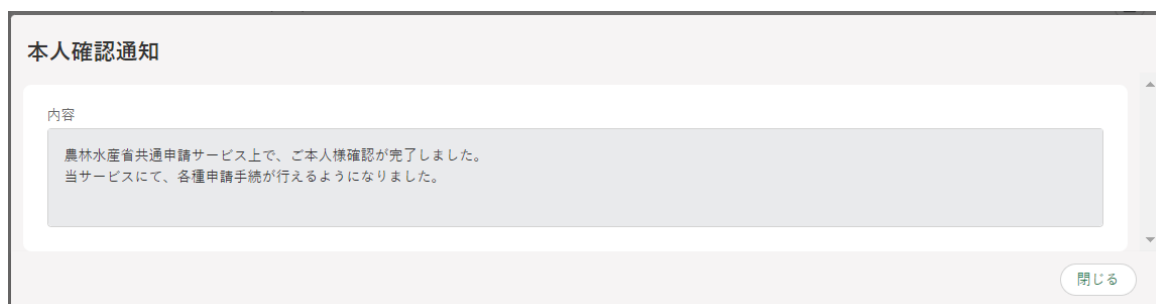 本人確認通知
内容
農林水産省共通申請サービス上で、ご本人様確認が完了しました。
当サービスにて、各種申請手続が行えるようになりました。
閉じる